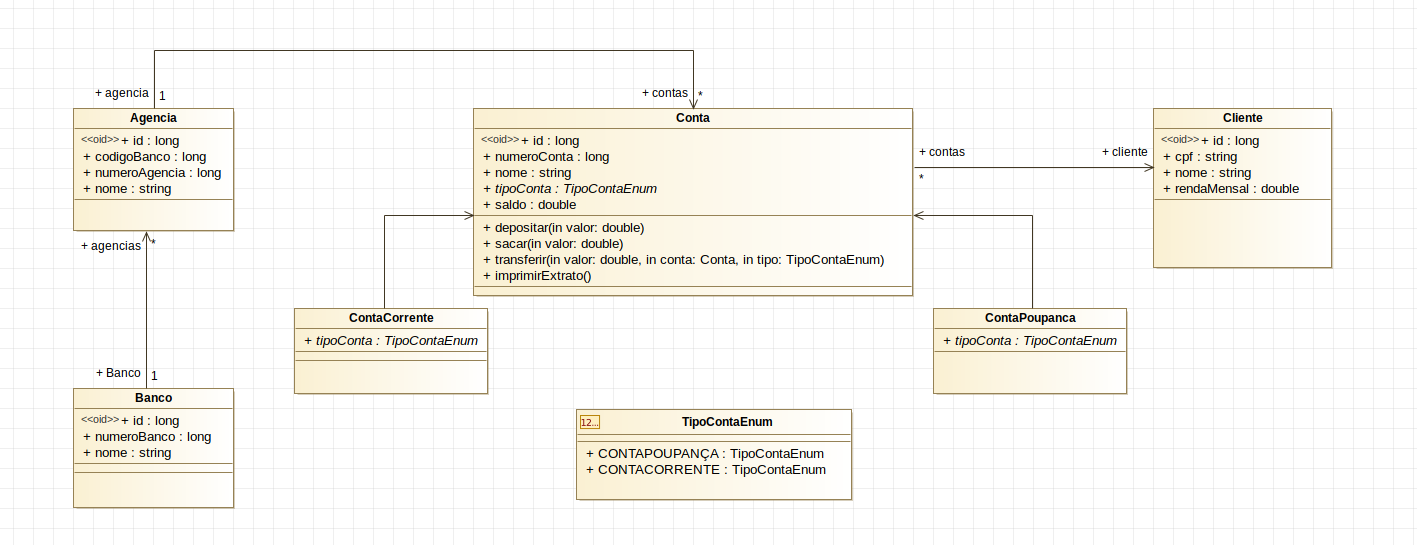 + agencia
1
+ contas
*
Agencia
<<oid>> + id : long
+ codigoBanco : long
+ numeroAgencia : long
+ nome : string
Conta
<<oid>> + id : long
+ numeroConta : long
+ nome : string
+ tipoConta : TipoContaEnum
+ saldo : double
+ depositar(in valor: double)
+ sacar(in valor: double)
+ transferir(in valor: double, in conta: Conta, in tipo: TipoContaEnum)
+ imprimirExtrato()
+ contas
*
+ cliente
Cliente
<<oid>> + id : long
+ cpf : string
+ nome : string
+ rendaMensal : double
+ agencias
*
ContaCorrente
+ tipoConta : TipoContaEnum
ContaPoupanca
+ tipoConta : TipoContaEnum
+ Banco
1
Banco
<<oid>> + id : long
+ numeroBanco : long
+ nome : string
12...
TipoContaEnum
+ CONTAPOUPANÇA : TipoContaEnum
+ CONTACORRENTE : TipoContaEnum